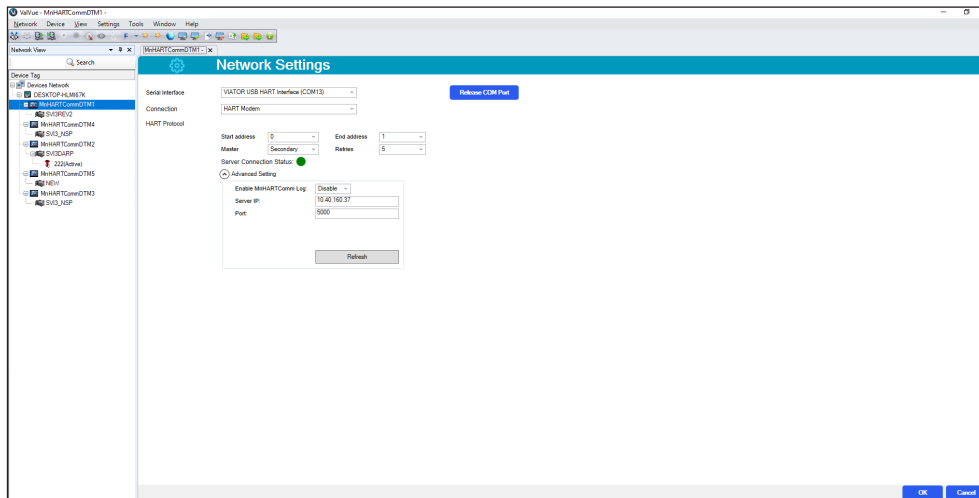 ValVue - MnHARTCommDTM1 -
Network Device View Settings Tools Window Help
Network View
MnHARTCommDTM1 -
Search
Network Settings
Device Tag
Devices Network
DESKTOP-HLMI67K
MnHARTCommDTM1
SVI3REV2
MnHARTCommDTM4
SVI3_NSP
MnHARTCommDTM2
SVI3DARP
222(Active)
MnHARTCommDTM5
NEW
MnHARTCommDTM3
SVI3_NSP
Serial Interface VIATOR USB HART Interface (COM13) Release COM Port
Connection HART Modem
HART Protocol
Start address 0 End address 1
Master Secondary Retries 5
Server Connection Status:
Advanced Setting
Enable MnHARTComm Log: Disable
Server IP: 10.40.160.37
Port: 5000
Refresh
OK Cancel